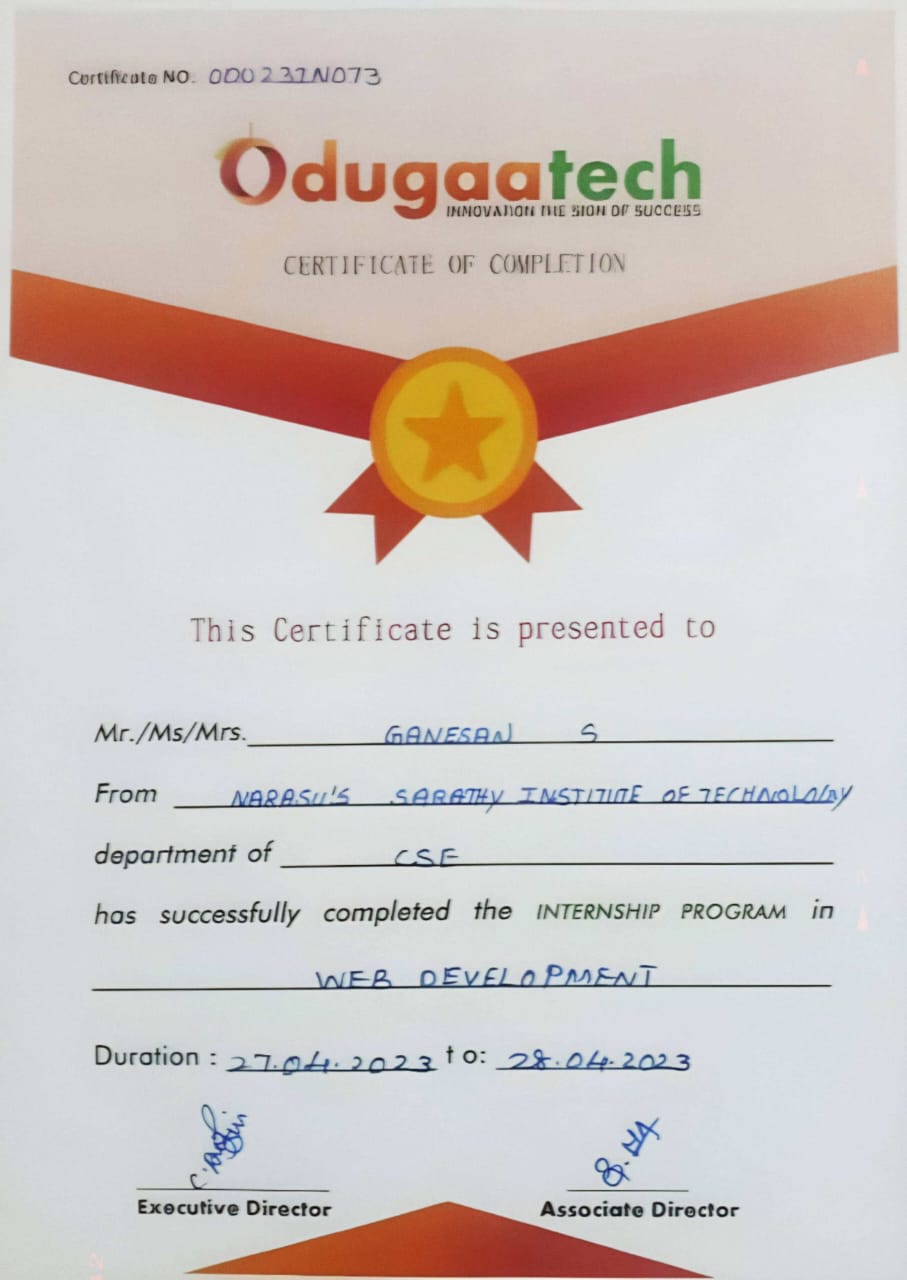 Certificate NO. ODU23IN073
Odugaatech
INNOVATION THE SIGN OF SUCCESS
CERTIFICATE OF COMPLETION
This Certificate is presented to
Mr./Ms/Mrs. GANESAN S
From NARASU'S SARATHY INSTITUTE OF TECHNOLOGY
department of CSE
has successfully completed the INTERNSHIP PROGRAM in
WEB DEVELOPMENT
Duration : 27.04.2023 to: 28.04.2023
Executive Director Associate Director